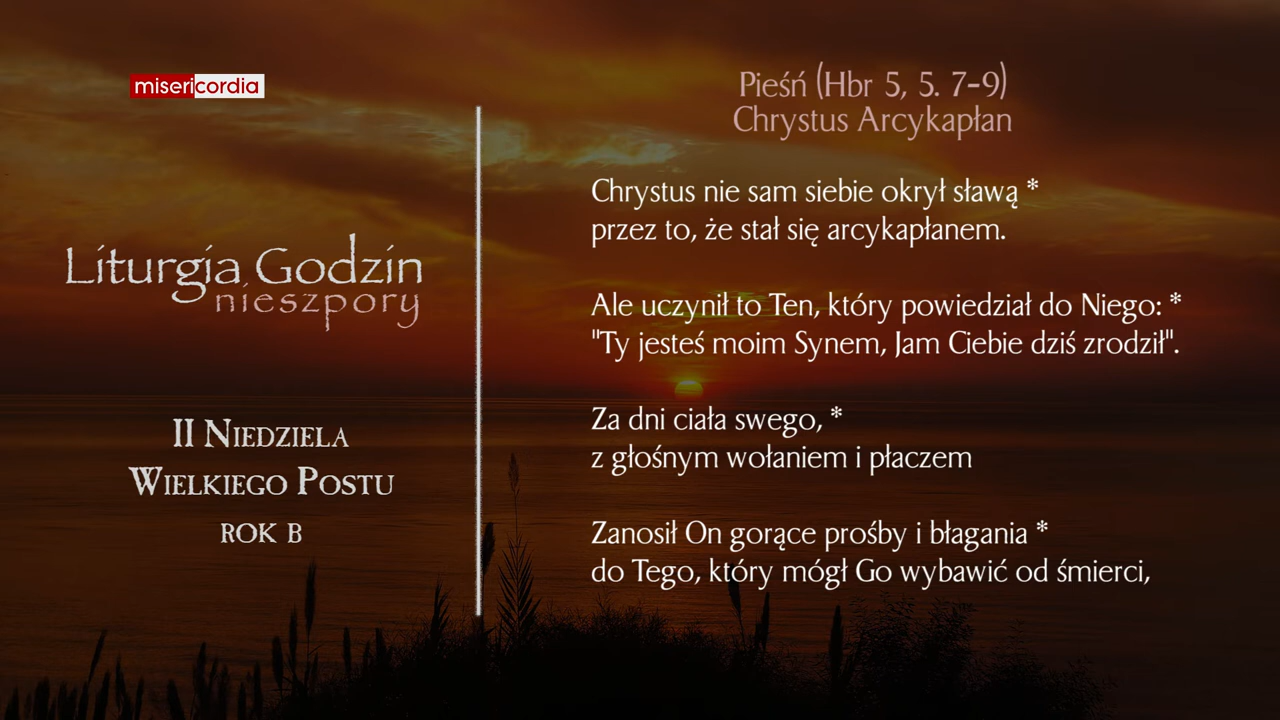 misericordia
Liturgia Godzin
nieszpory
II Niedziela
Wielkiego Postu
rok B
Pieśń (Hbr 5, 5. 7-9)
Chrystus Arcykapłan
Chrystus nie sam siebie okrył sławą *
przez to, że stał się arcykapłanem.
Ale uczynił to Ten, który powiedział do Niego: *
"Ty jesteś moim Synem, Jam Ciebie dziś zrodził".
Za dni ciała swego, *
z głośnym wołaniem i płaczem
Zanosił On gorące prośby i błagania *
do Tego, który mógł Go wybawić od śmierci,